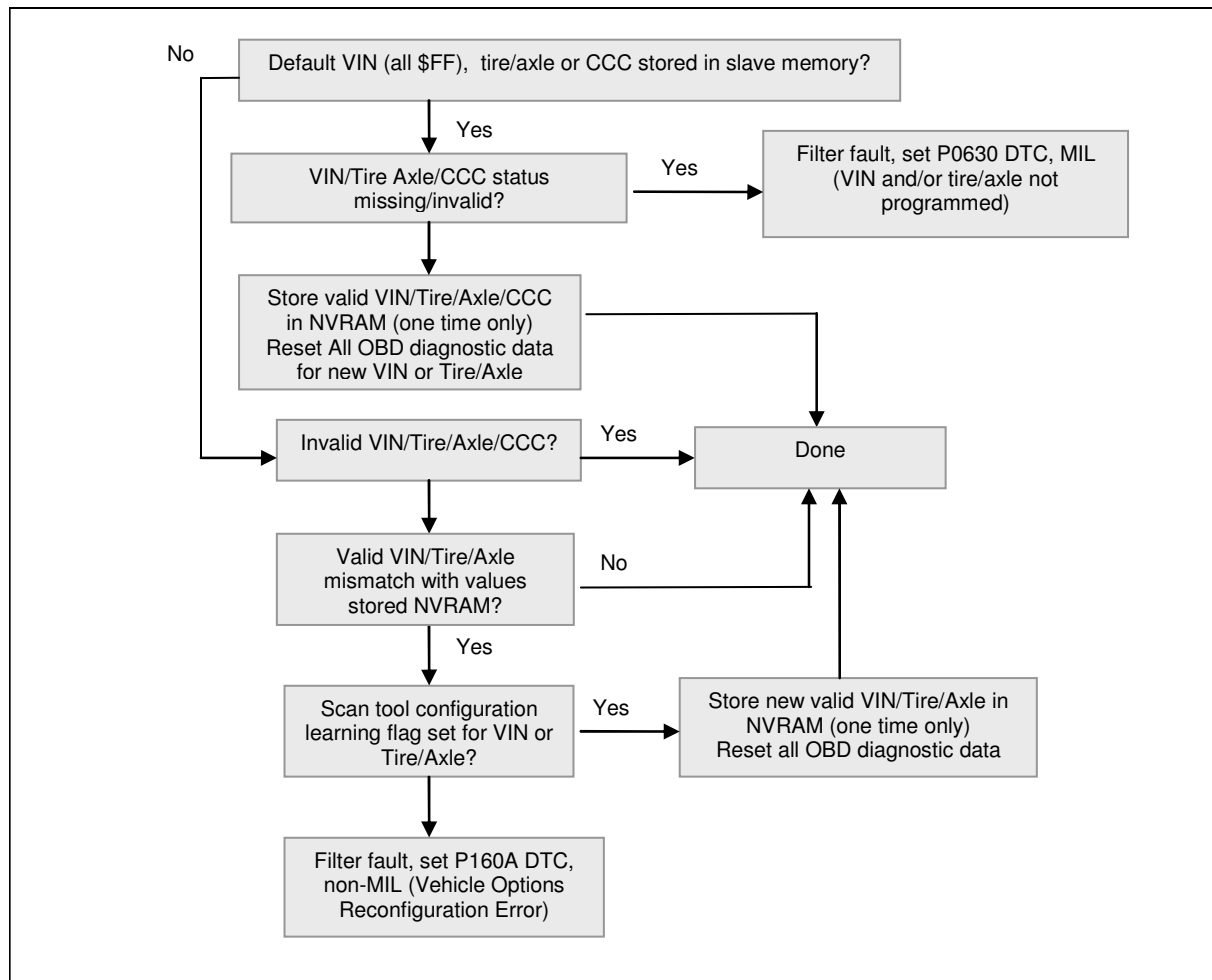 No
Default VIN (all $FF), tire/axle or CCC stored in slave memory?
Yes
VIN/Tire Axle/CCC status
missing/invalid?
Yes
Filter fault, set P0630 DTC, MIL
(VIN and/or tire/axle not
programmed)
Store valid VIN/Tire/Axle/CCC
in NVRAM (one time only)
Reset All OBD diagnostic data
for new VIN or Tire/Axle
Invalid VIN/Tire/Axle/CCC?
Yes
Done
Valid VIN/Tire/Axle
mismatch with values
stored NVRAM?
No
Yes
Scan tool configuration
learning flag set for VIN or
Tire/Axle?
Yes
Store new valid VIN/Tire/Axle in
NVRAM (one time only)
Reset all OBD diagnostic data
Filter fault, set P160A DTC,
non-MIL (Vehicle Options
Reconfiguration Error)